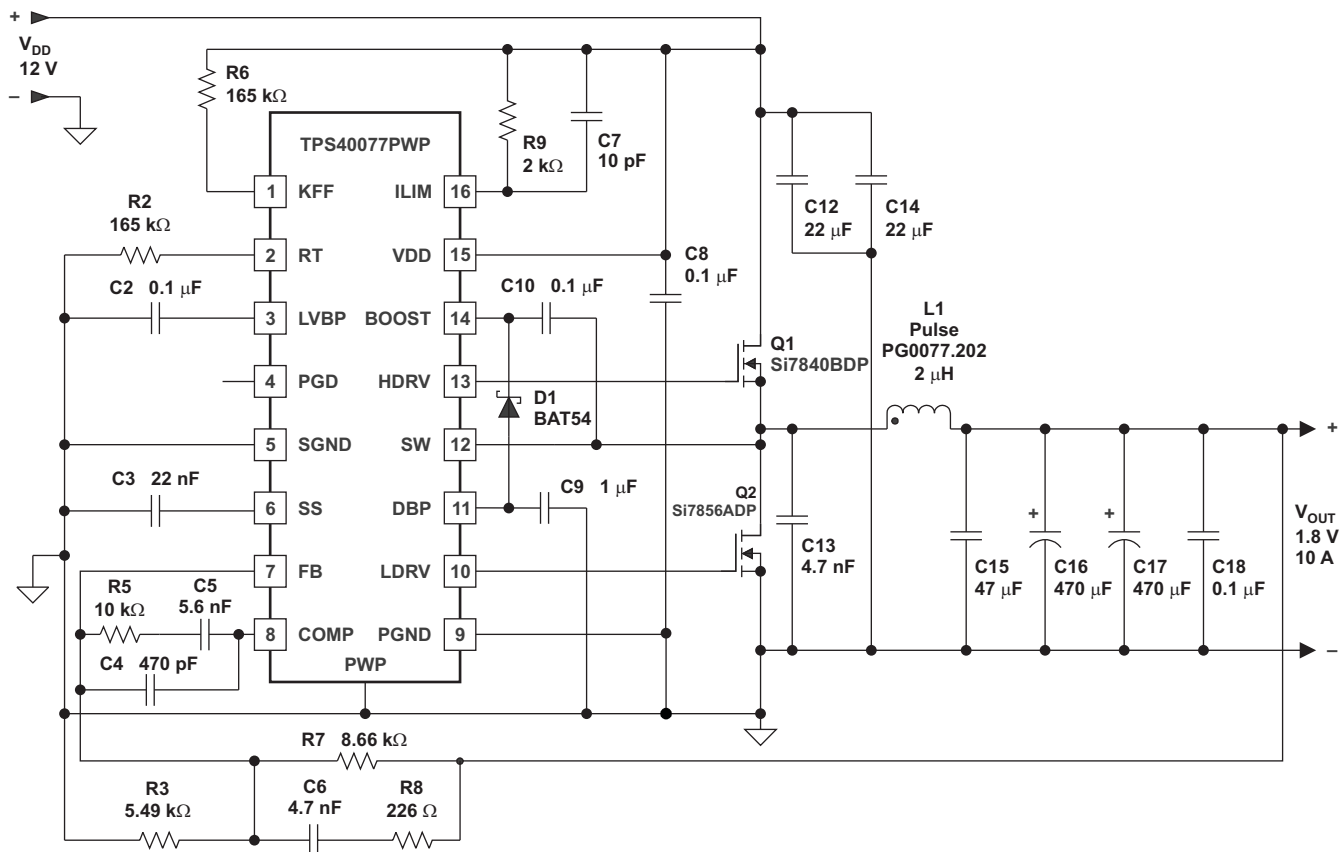 +
V_DD
12 V
−
R6
165 kΩ
TPS40077PWP
R9
2 kΩ
C7
10 pF
1 KFF
ILIM 16
C12
22 μF
C14
22 μF
R2
165 kΩ
2 RT
VDD 15
C8
0.1 μF
C2 0.1 μF
C10 0.1 μF
3 LVBP
BOOST 14
L1
Pulse
PG0077.202
2 μH
Q1
Si7840BDP
4 PGD
HDRV 13
D1
BAT54
5 SGND
SW 12
+
C3 22 nF
C9 1 μF
Q2
Si7856ADP
6 SS
DBP 11
C13
4.7 nF
+
+
V_OUT
1.8 V
10 A
7 FB
LDRV 10
C15
47 μF
C16
470 μF
C17
470 μF
C18
0.1 μF
R5
10 kΩ
C5
5.6 nF
8 COMP
PGND 9
−
C4 470 pF
PWP
R7 8.66 kΩ
R3
5.49 kΩ
C6
4.7 nF
R8
226 Ω